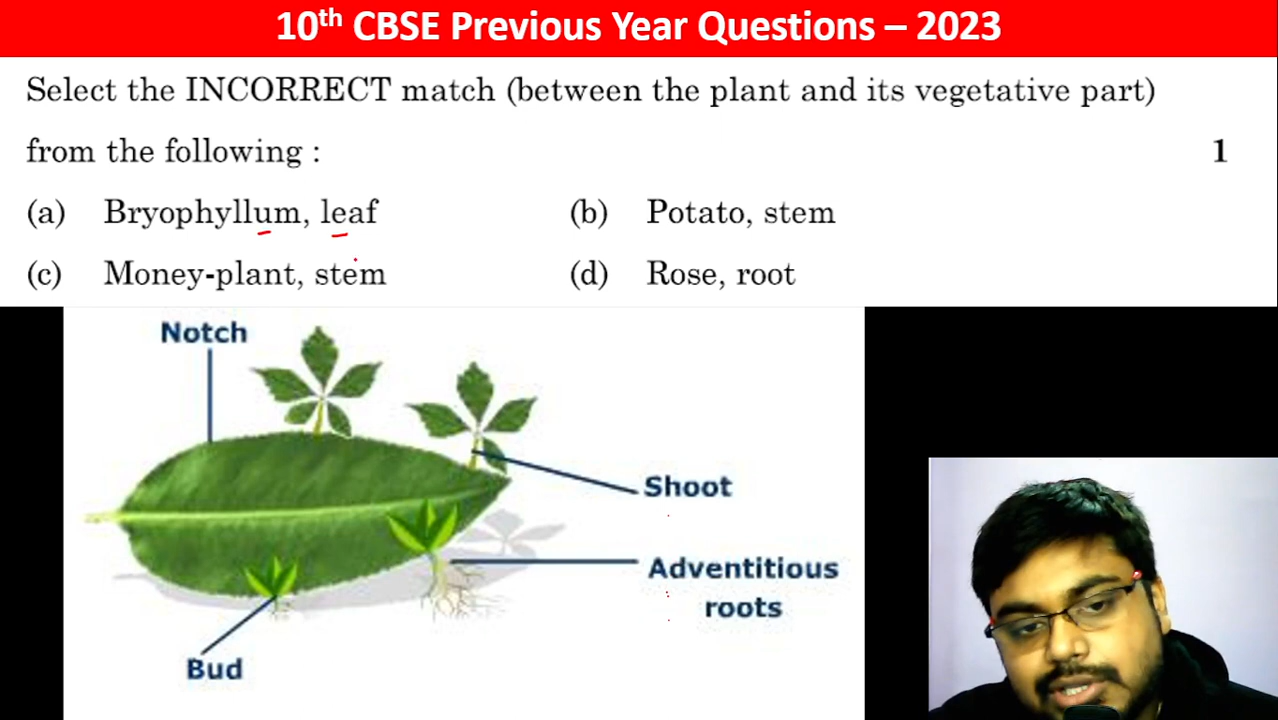 10th CBSE Previous Year Questions – 2023
Select the INCORRECT match (between the plant and its vegetative part)
from the following : 1
(a) Bryophyllum, leaf (b) Potato, stem
(c) Money-plant, stem (d) Rose, root
Notch
Shoot
Adventitious
roots
Bud